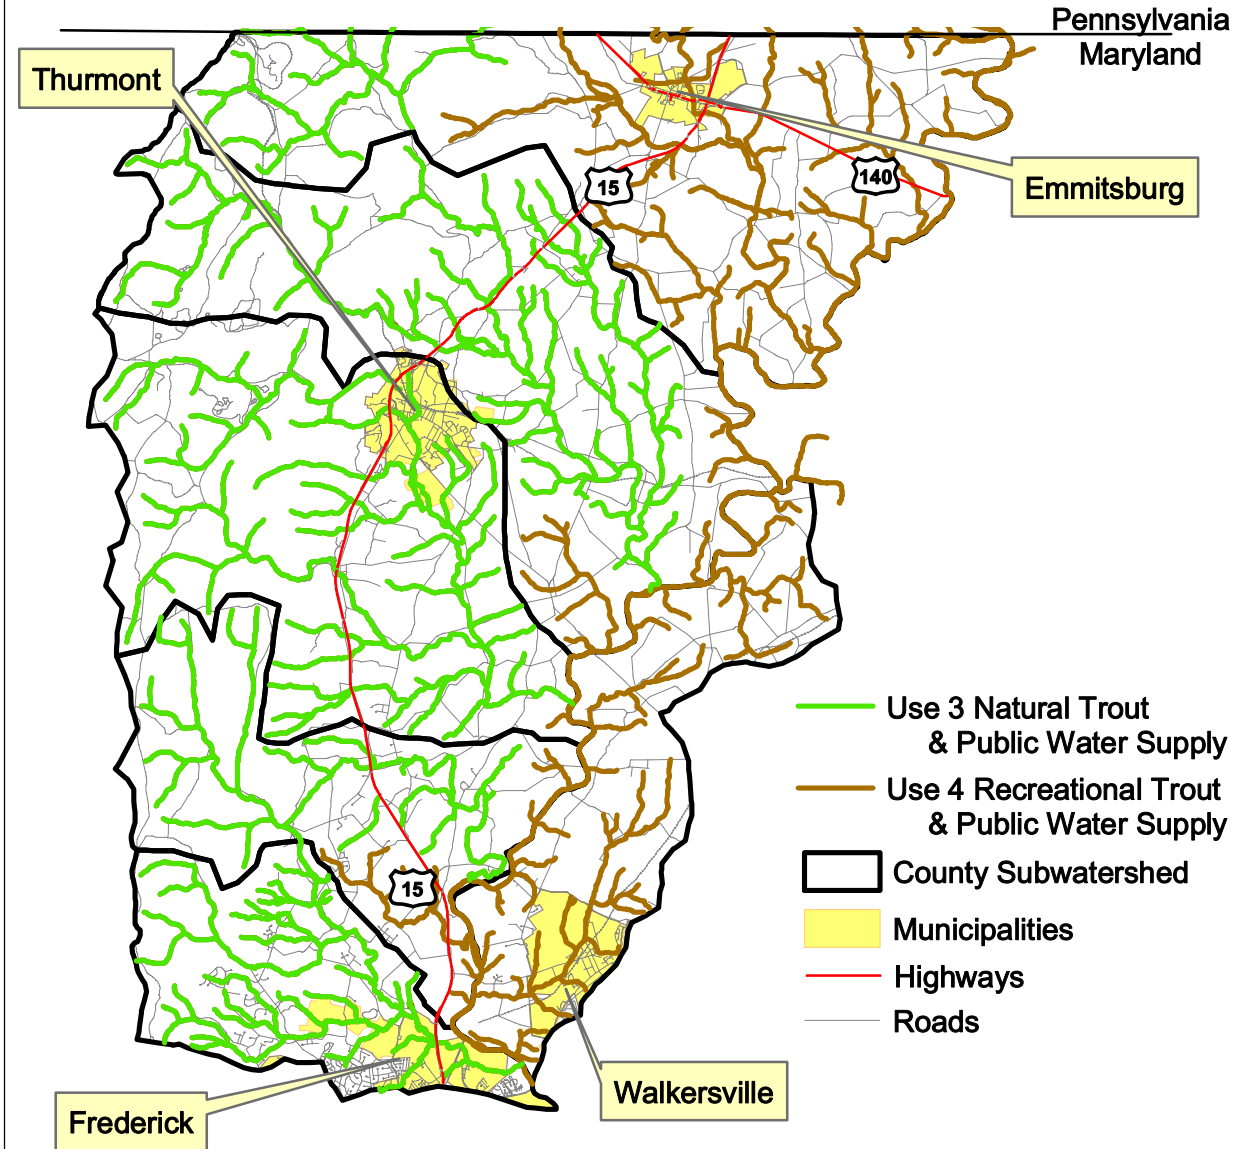 Pennsylvania
Maryland
Thurmont
Emmitsburg
15
140
Use 3 Natural Trout
& Public Water Supply
Use 4 Recreational Trout
& Public Water Supply
County Subwatershed
Municipalities
Highways
Roads
15
Walkersville
Frederick